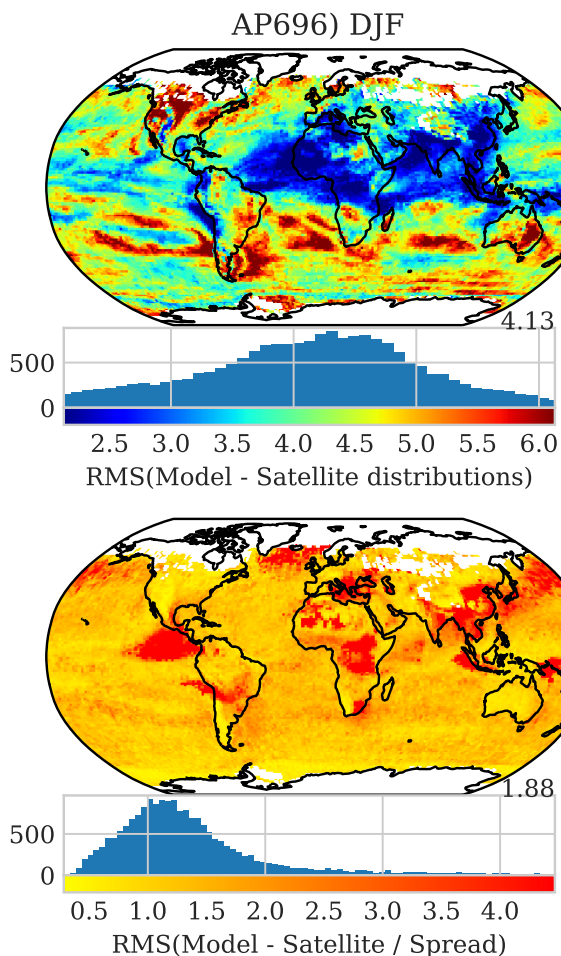 AP696) DJF
4.13
500
0
2.5 3.0 3.5 4.0 4.5 5.0 5.5 6.0
RMS(Model - Satellite distributions)
1.88
500
0
0.5 1.0 1.5 2.0 2.5 3.0 3.5 4.0
RMS(Model - Satellite / Spread)